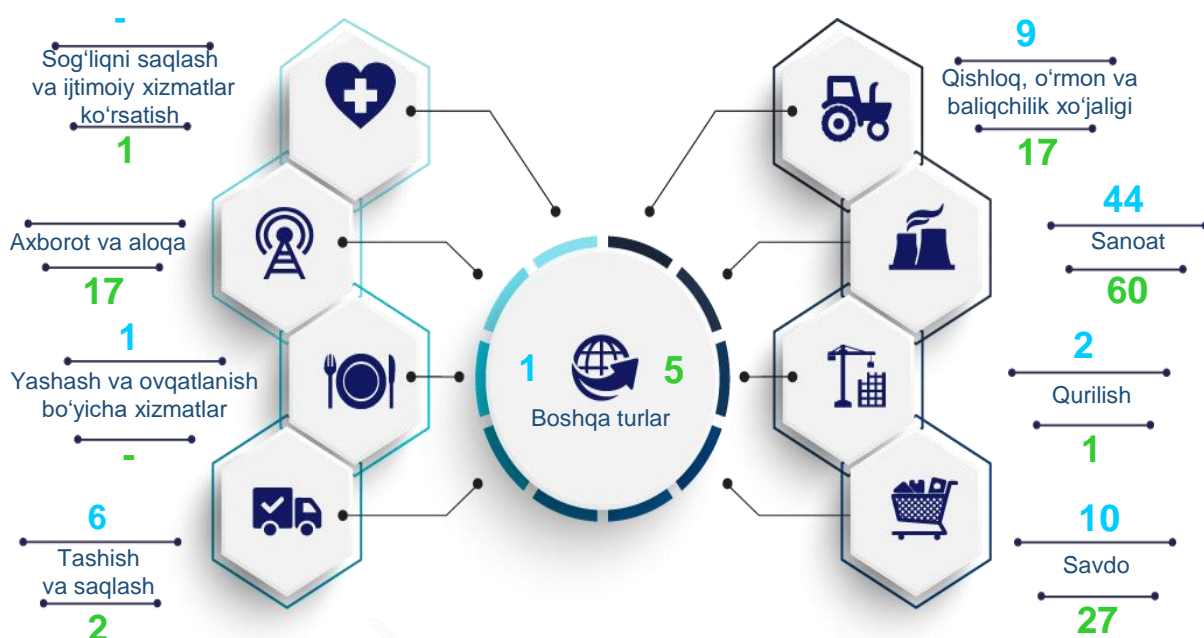 -
Sog‘liqni saqlash
va ijtimoiy xizmatlar
ko‘rsatish
1
Axborot va aloqa
17
1
Yashash va ovqatlanish
bo‘yicha xizmatlar
-
6
Tashish
va saqlash
2
1 5
Boshqa turlar
9
Qishloq, o‘rmon va
baliqchilik xo‘jaligi
17
44
Sanoat
60
2
Qurilish
1
10
Savdo
27